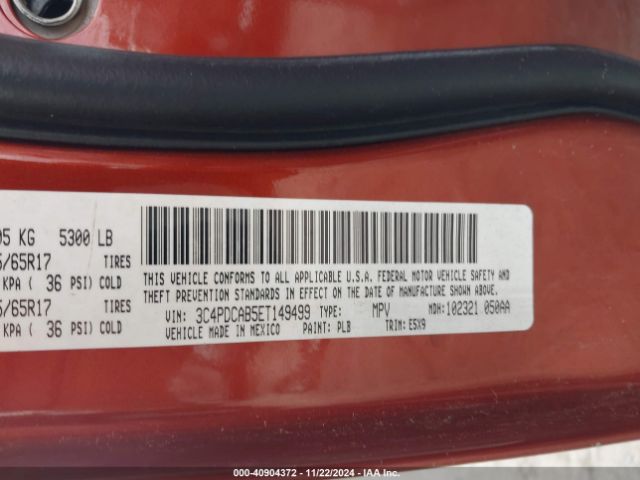 05 KG 5300 LB
5/65R17 TIRES
KPA ( 36 PSI) COLD
5/65R17 TIRES
KPA ( 36 PSI) COLD
THIS VEHICLE CONFORMS TO ALL APPLICABLE U.S.A. FEDERAL MOTOR VEHICLE SAFETY AND
THEFT PREVENTION STANDARDS IN EFFECT ON THE DATE OF MANUFACTURE SHOWN ABOVE.
VIN: 3C4PDCAB5ET149499 TYPE: MPV MDH: 102321 050AA
VEHICLE MADE IN MEXICO PAINT: PLB TRIM: E5X9
000-40904372 - 11/22/2024 - IAA Inc.